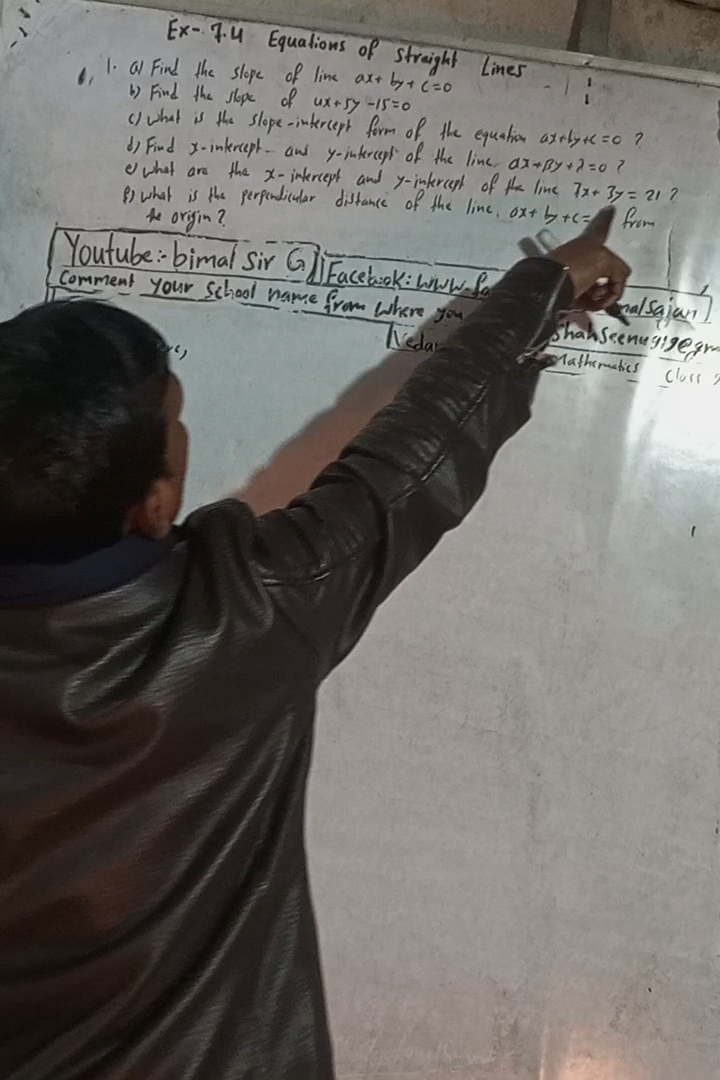 Ex- 7.4 Equations of Straight Lines
1. a) Find the slope of line ax+ by + c=0
b) Find the slope of ux+5y -15=0
c) What is the slope-intercept form of the equation ax+by+c=0 ?
d) Find x-intercept and y-intercept of the line, αx+βy+λ=0 ?
e) What are the x-intercept and y-intercept of the line 7x+ 3y= 21 ?
f) What is the perpendicular distance of the line, ax+ by +c= from
the origin ?
Youtube:- bimal Sir G Facebook: www.fa
Comment your School name from where you